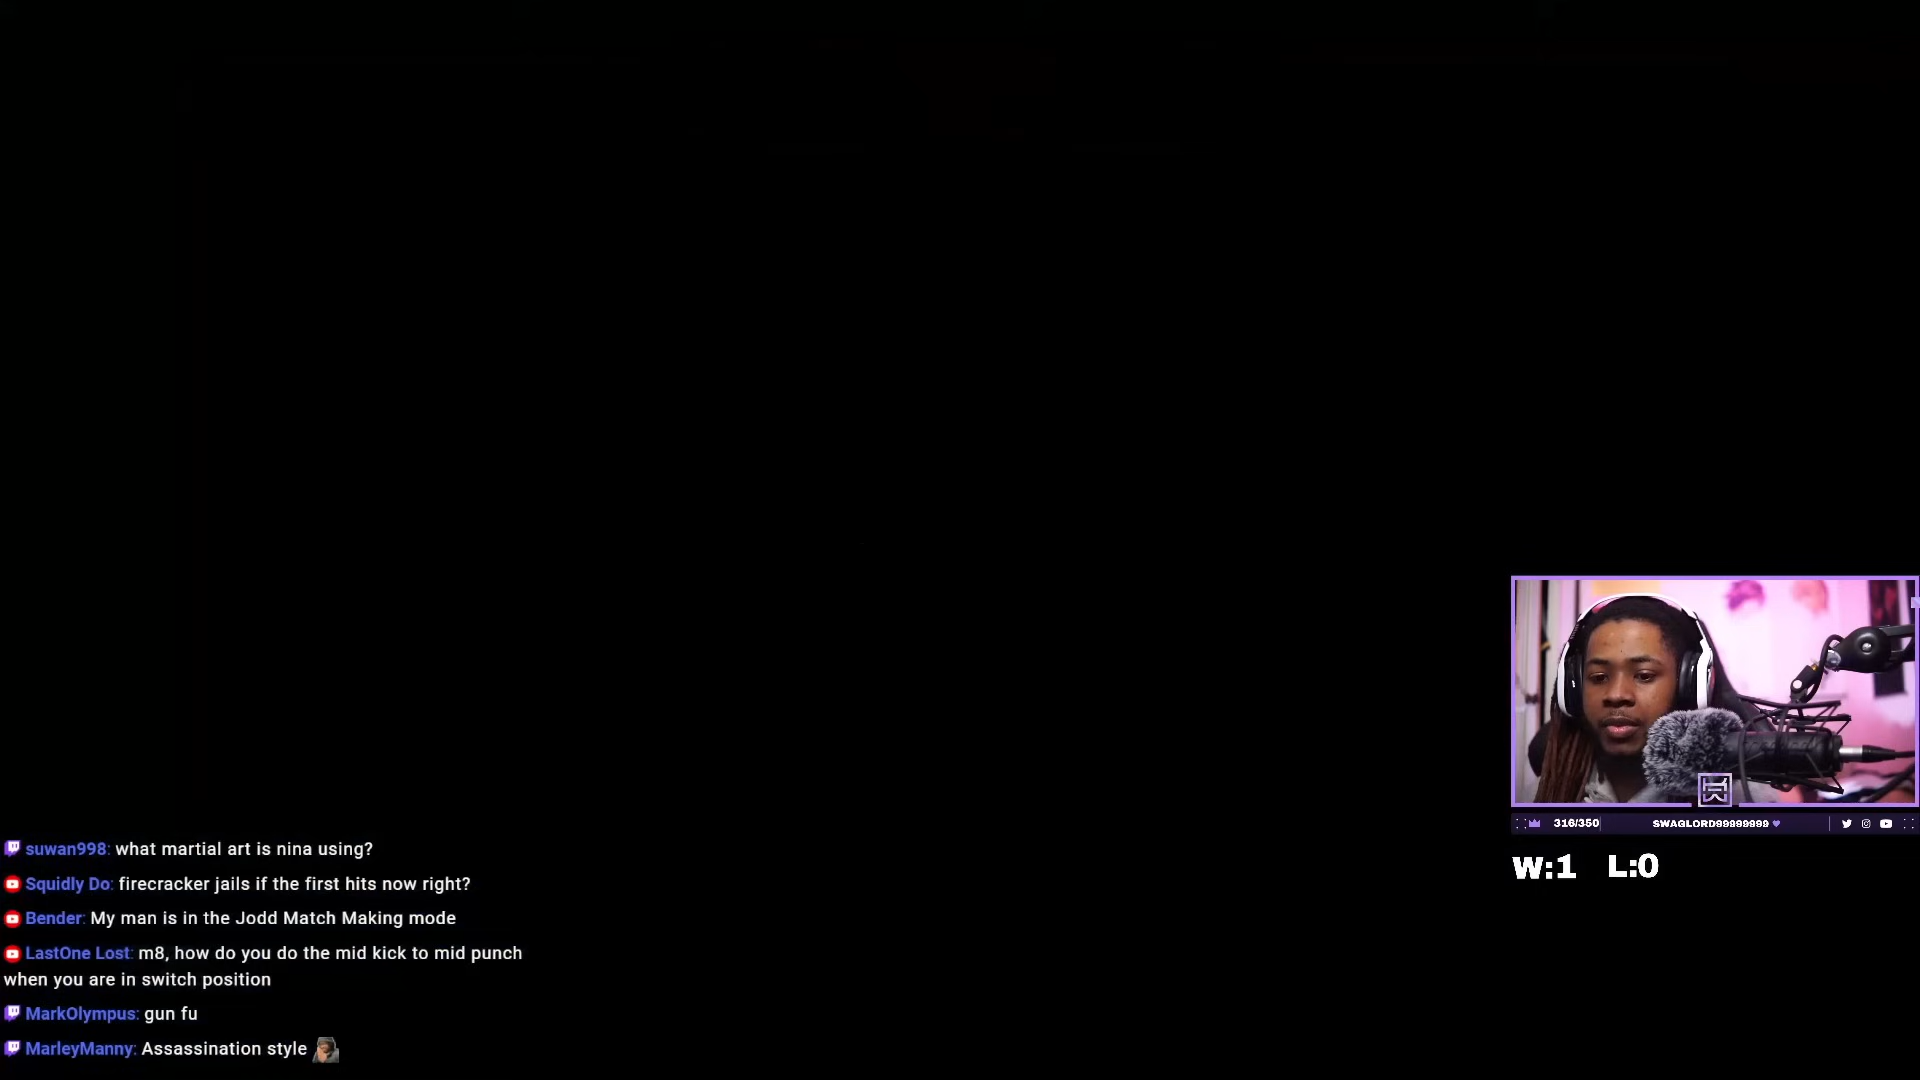 suwan998: what martial art is nina using?
Squidly Do: firecracker jails if the first hits now right?
Bender: My man is in the Jodd Match Making mode
LastOne Lost: m8, how do you do the mid kick to mid punch
when you are in switch position
MarkOlympus: gun fu
MarleyManny: Assassination style
316/350
SWAGLORD99999999
W:1 L:0